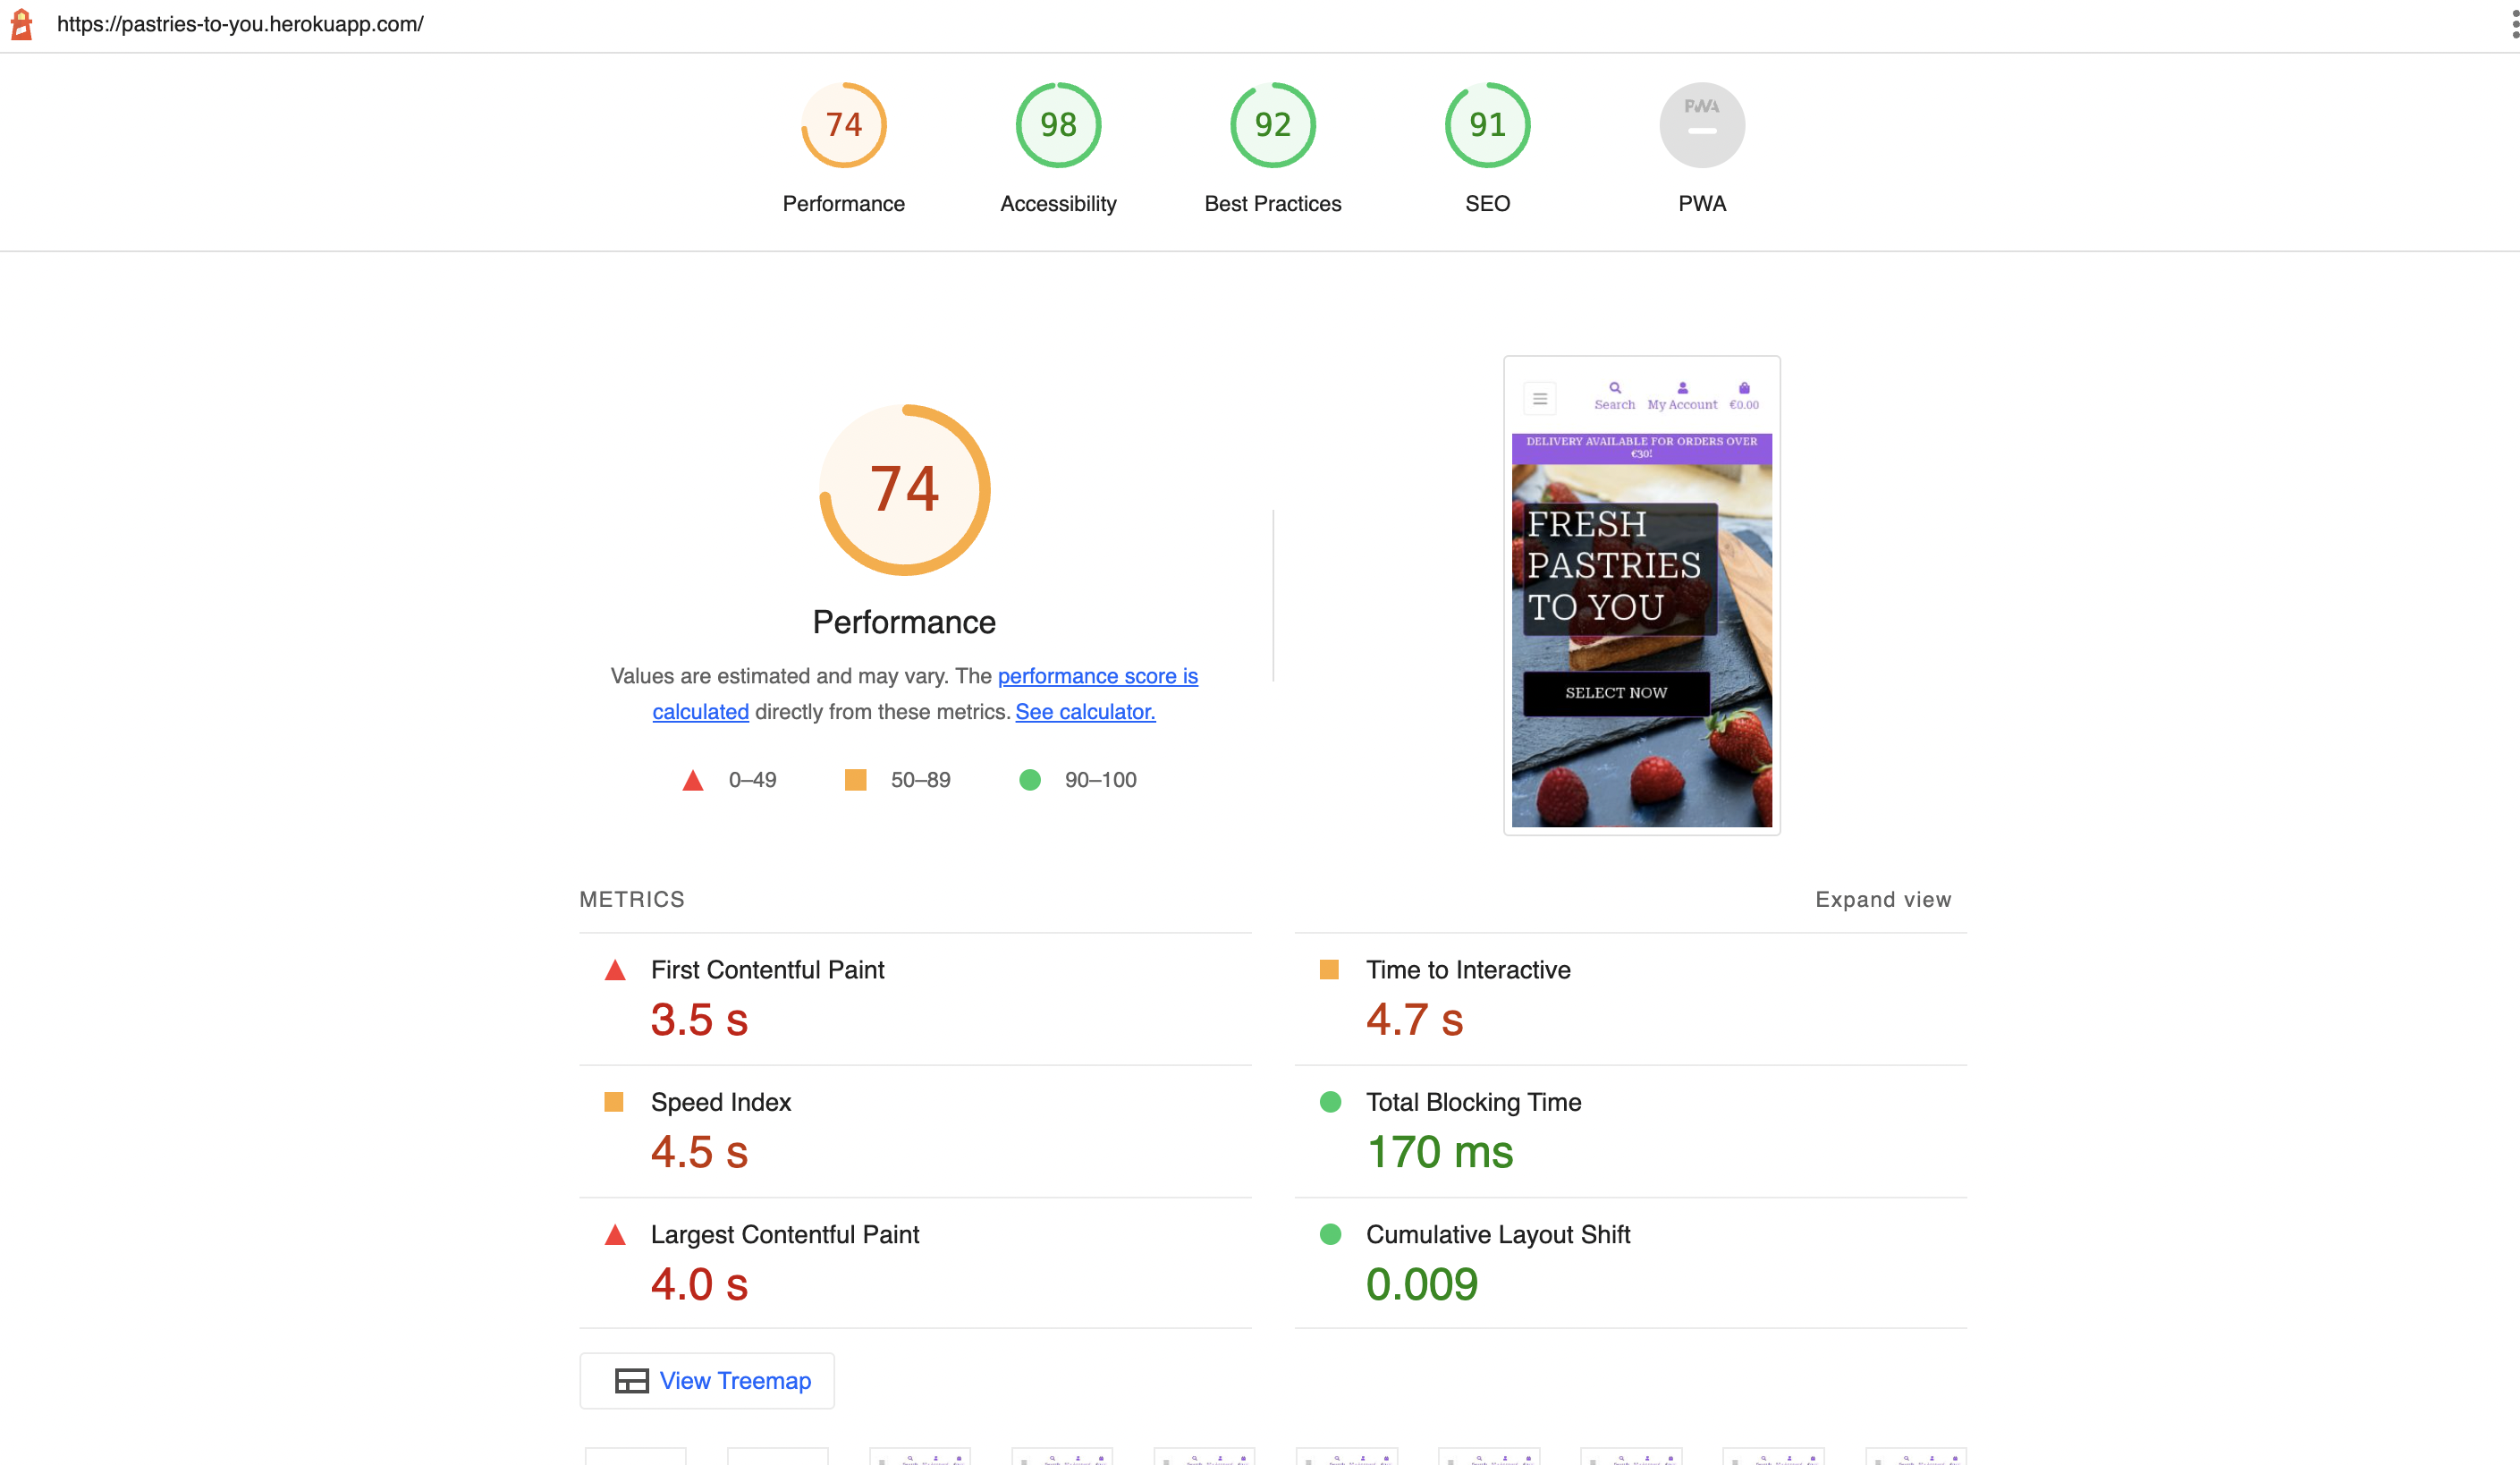 https://pastries-to-you.herokuapp.com/
74
98
92
91
PWA
Performance
Accessibility
Best Practices
SEO
PWA
74
Performance
Values are estimated and may vary. The performance score is
calculated directly from these metrics. See calculator.
0–49
50–89
90–100
Search
My Account
€0.00
DELIVERY AVAILABLE FOR ORDERS OVER
€30!
FRESH
PASTRIES
TO YOU
SELECT NOW
METRICS
Expand view
First Contentful Paint
3.5 s
Time to Interactive
4.7 s
Speed Index
4.5 s
Total Blocking Time
170 ms
Largest Contentful Paint
4.0 s
Cumulative Layout Shift
0.009
View Treemap